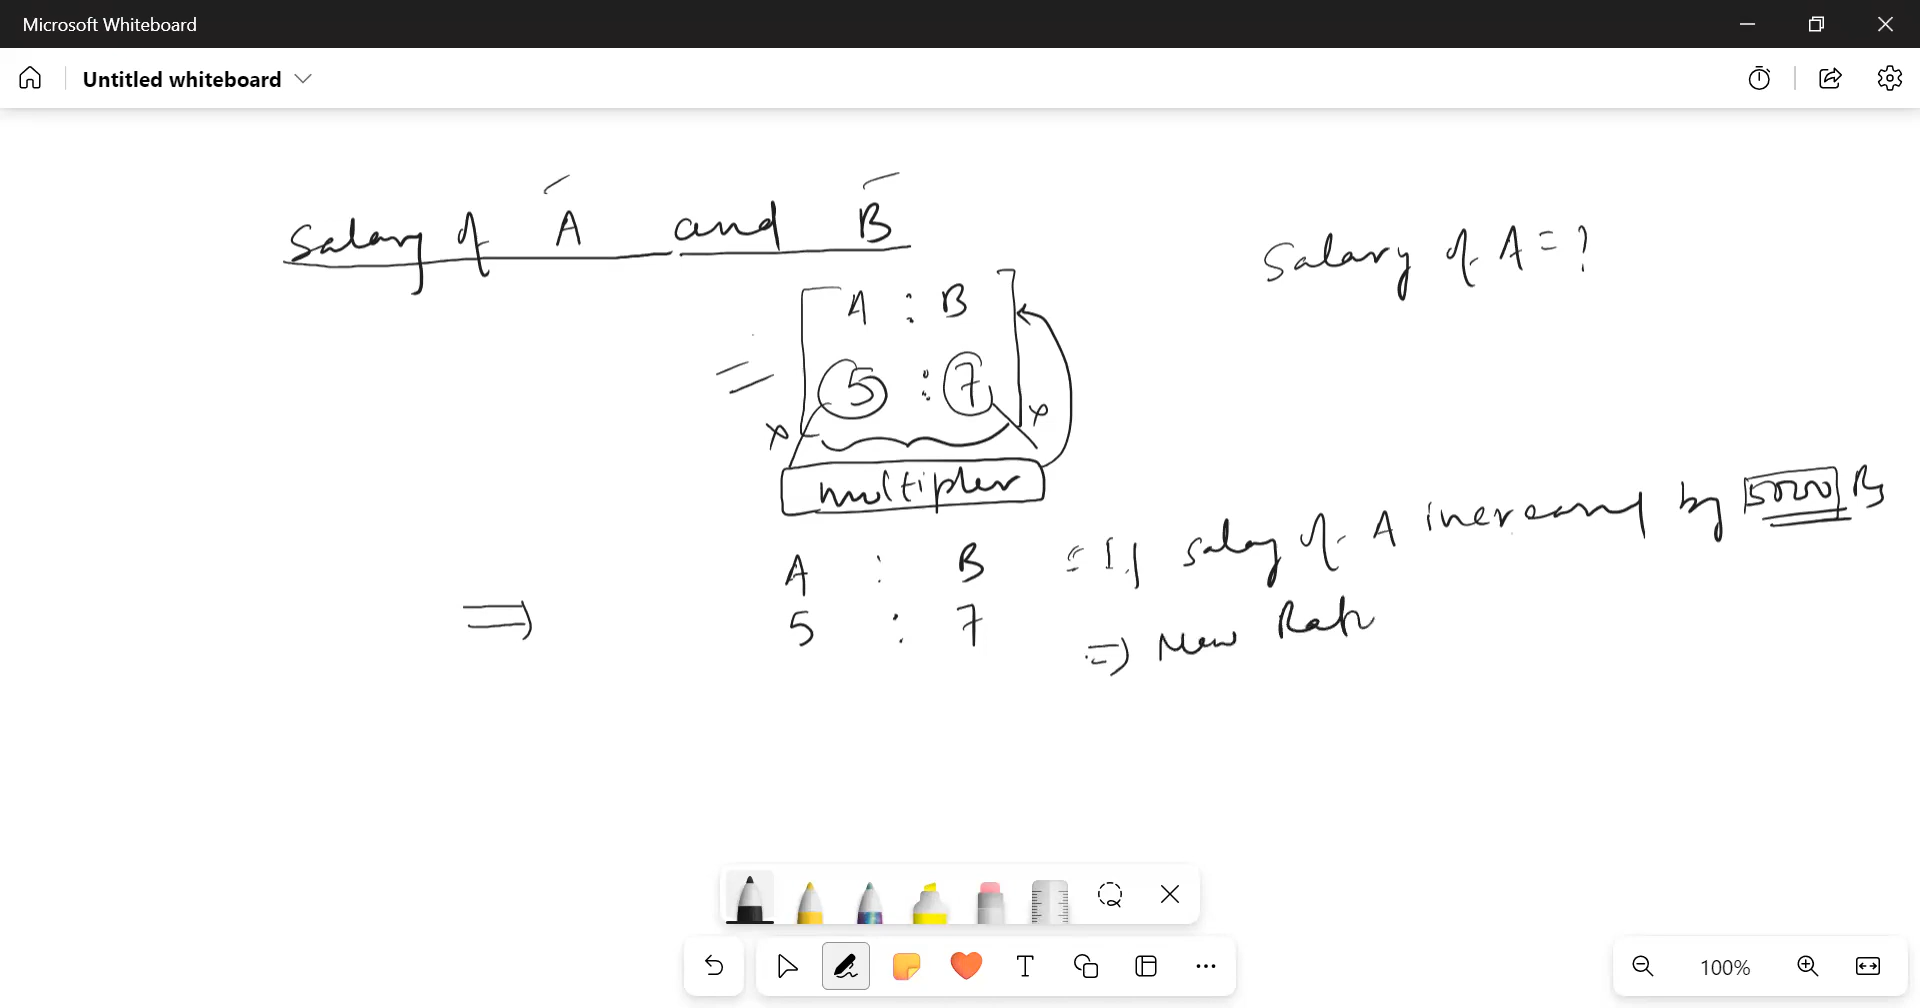 Microsoft Whiteboard
Untitled whiteboard
Salary of A and B
Salary of A = ?
A : B
= 5 : 7
x x
multiplier
A : B = If salary of A increased by 5000 Rs
=> 5 : 7 => New Ratio
T
100%